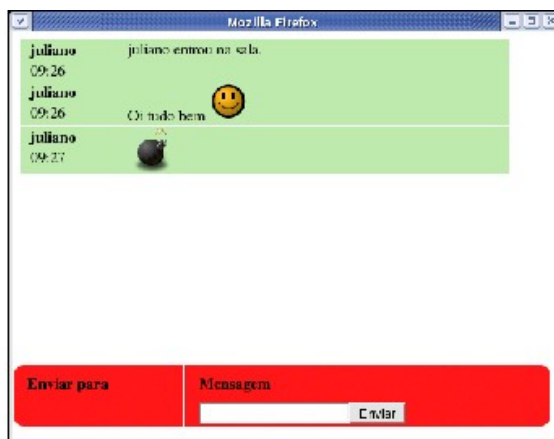 Mozilla Firefox
juliano juliano entrou na sala.
09:26
juliano
09:26 Oi tudo bem
juliano
09:27
Enviar para Mensagem
Enviar